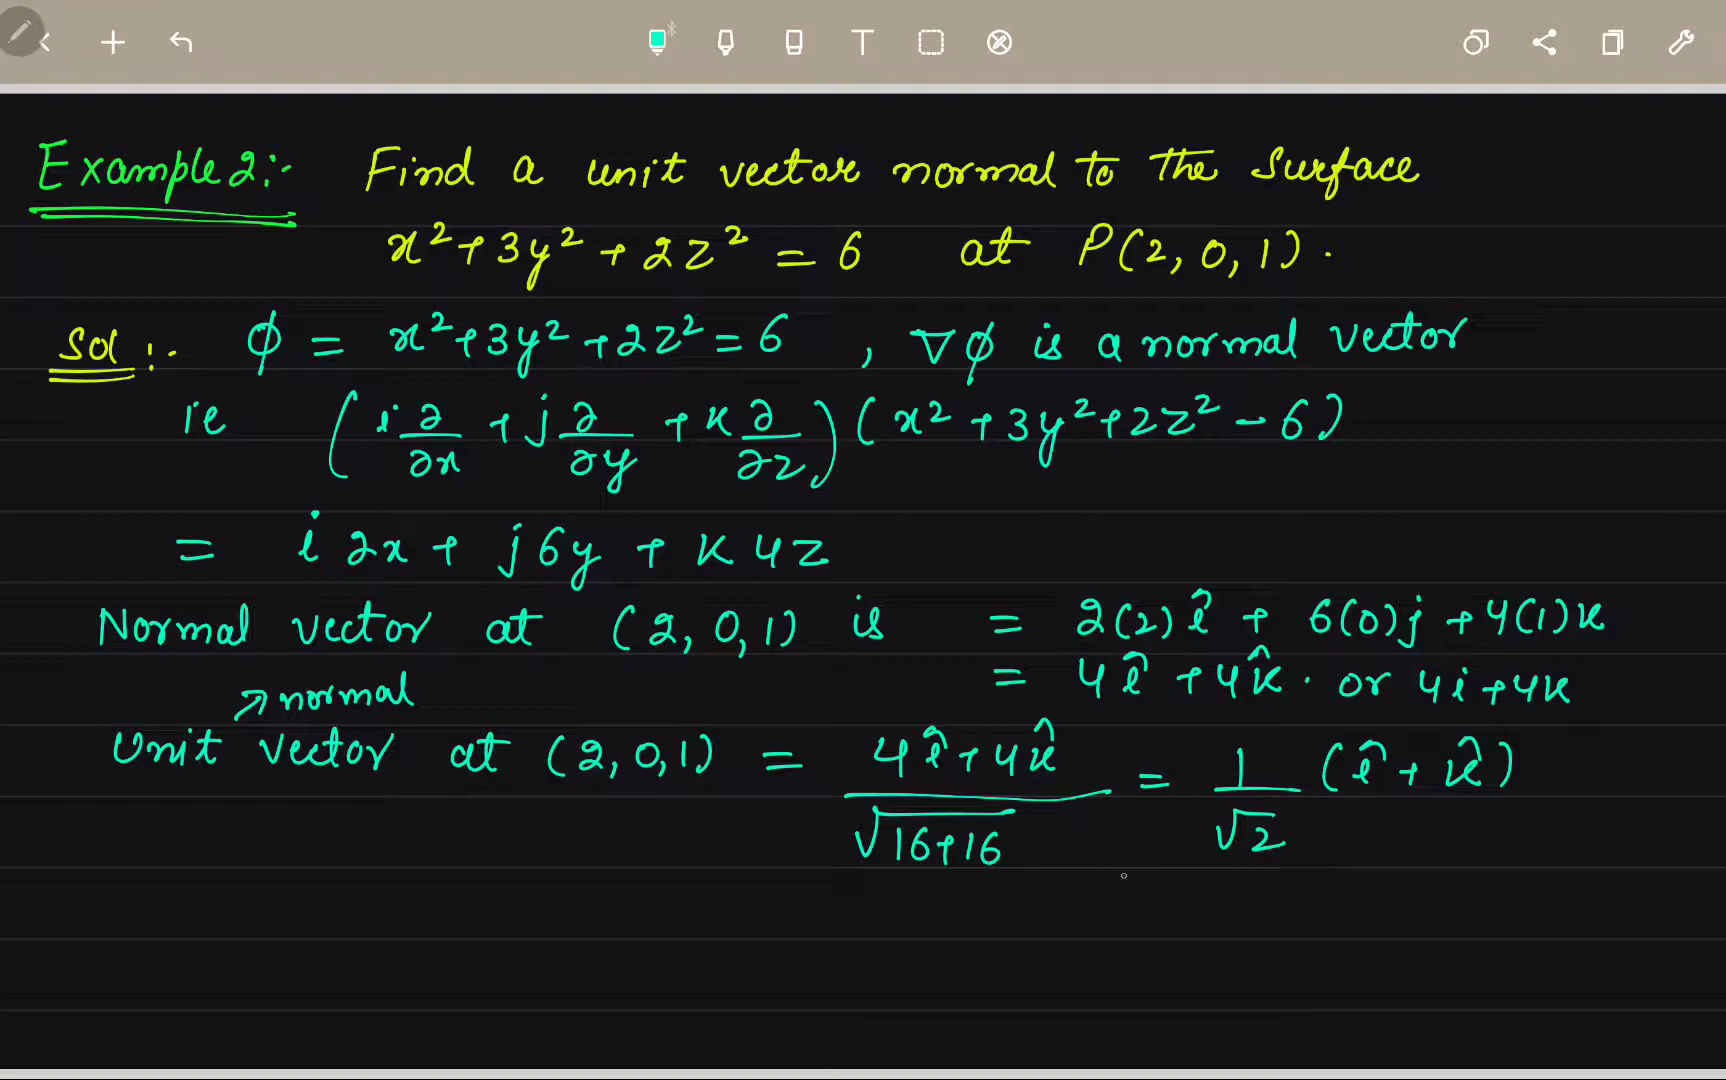 Example 2:- Find a unit vector normal to the surface
x²+3y²+2z² = 6 at P(2, 0, 1).
Sol :- ϕ = x²+3y²+2z² = 6 , ∇ϕ is a normal vector
ie (i ∂/∂x + j ∂/∂y + k ∂/∂z) (x²+3y²+2z²-6)
= i 2x + j 6y + k 4z
Normal vector at (2, 0, 1) is = 2(2)î + 6(0)j + 4(1)k
= 4î + 4k̂ . or 4i+4k
↗ normal
Unit vector at (2, 0, 1) = (4î + 4k̂)/√16+16 = 1/√2 (î + k̂)